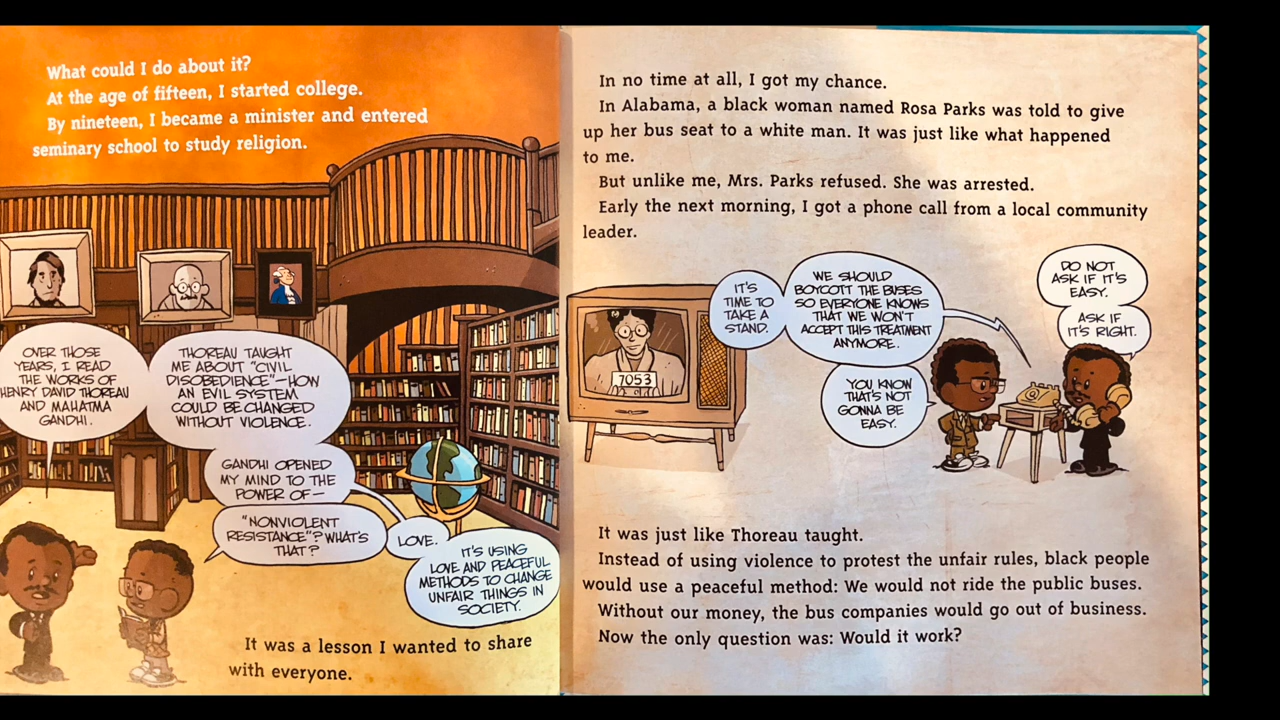 What could I do about it?
At the age of fifteen, I started college.
By nineteen, I became a minister and entered
seminary school to study religion.
OVER THOSE
YEARS, I READ
THE WORKS OF
HENRY DAVID THOREAU
AND MAHATMA
GANDHI.
THOREAU TAUGHT
ME ABOUT "CIVIL
DISOBEDIENCE"—HOW
AN EVIL SYSTEM
COULD BE CHANGED
WITHOUT VIOLENCE.
GANDHI OPENED
MY MIND TO THE
POWER OF—
"NONVIOLENT
RESISTANCE"? WHAT'S
THAT?
LOVE.
IT'S USING
LOVE AND PEACEFUL
METHODS TO CHANGE
UNFAIR THINGS IN
SOCIETY.
It was a lesson I wanted to share
with everyone.
In no time at all, I got my chance.
In Alabama, a black woman named Rosa Parks was told to give
up her bus seat to a white man. It was just like what happened
to me.
But unlike me, Mrs. Parks refused. She was arrested.
Early the next morning, I got a phone call from a local community
leader.
7053
IT'S
TIME TO
TAKE A
STAND.
WE SHOULD
BOYCOTT THE BUSES
SO EVERYONE KNOWS
THAT WE WON'T
ACCEPT THIS TREATMENT
ANYMORE.
YOU KNOW
THAT'S NOT
GONNA BE
EASY.
DO NOT
ASK IF IT'S
EASY.
ASK IF
IT'S RIGHT.
It was just like Thoreau taught.
Instead of using violence to protest the unfair rules, black people
would use a peaceful method: We would not ride the public buses.
Without our money, the bus companies would go out of business.
Now the only question was: Would it work?